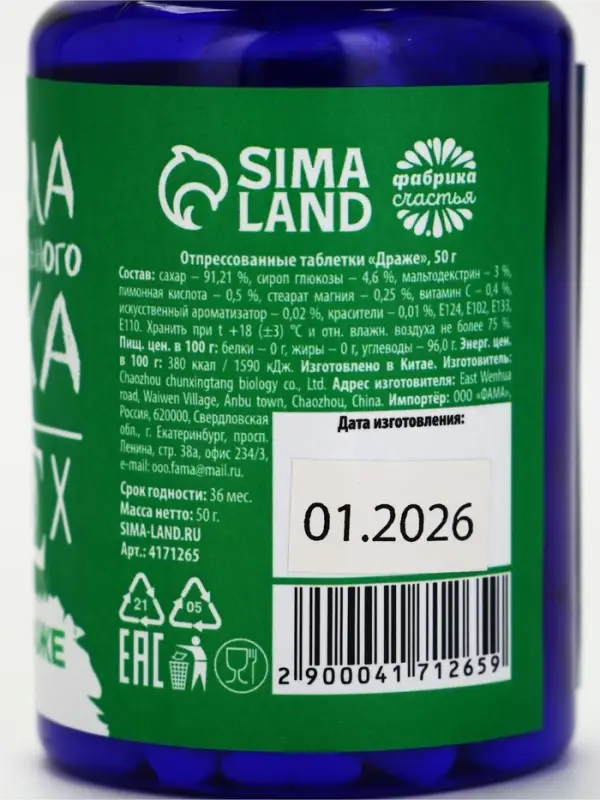 SIMA
LAND
фабрика
счастья
ЛА
ного
КА
X
ЖЕ
Отпрессованные таблетки «Драже», 50 г
Состав: сахар – 91,21 %, сироп глюкозы – 4,6 %, мальтодекстрин – 3 %,
лимонная кислота – 0,5 %, стеарат магния – 0,25 %, витамин С – 0,4 %,
искусственный ароматизатор – 0,02 %, красители – 0,01 %, Е124, Е102, Е133,
Е110. Хранить при t +18 (±3) °С и отн. влажн. воздуха не более 75 %.
Пищ. цен. в 100 г: белки – 0 г, жиры – 0 г, углеводы – 96,0 г. Энерг. цен.
в 100 г: 380 ккал / 1590 кДж. Изготовлено в Китае. Изготовитель:
Chaozhou chunxingtang biology co., Ltd. Адрес изготовителя: East Wenhua
road, Waiwen Village, Anbu town, Chaozhou, China. Импортёр: ООО «ФАМА»,
Россия, 620000, Свердловская
обл., г. Екатеринбург, просп.
Ленина, стр. 38а, офис 234/3,
e-mail: ooo.fama@mail.ru.
Срок годности: 36 мес.
Масса нетто: 50 г.
SIMA-LAND.RU
Арт.: 4171265
Дата изготовления:
01.2026
21
05
EAC
2 900041 712659